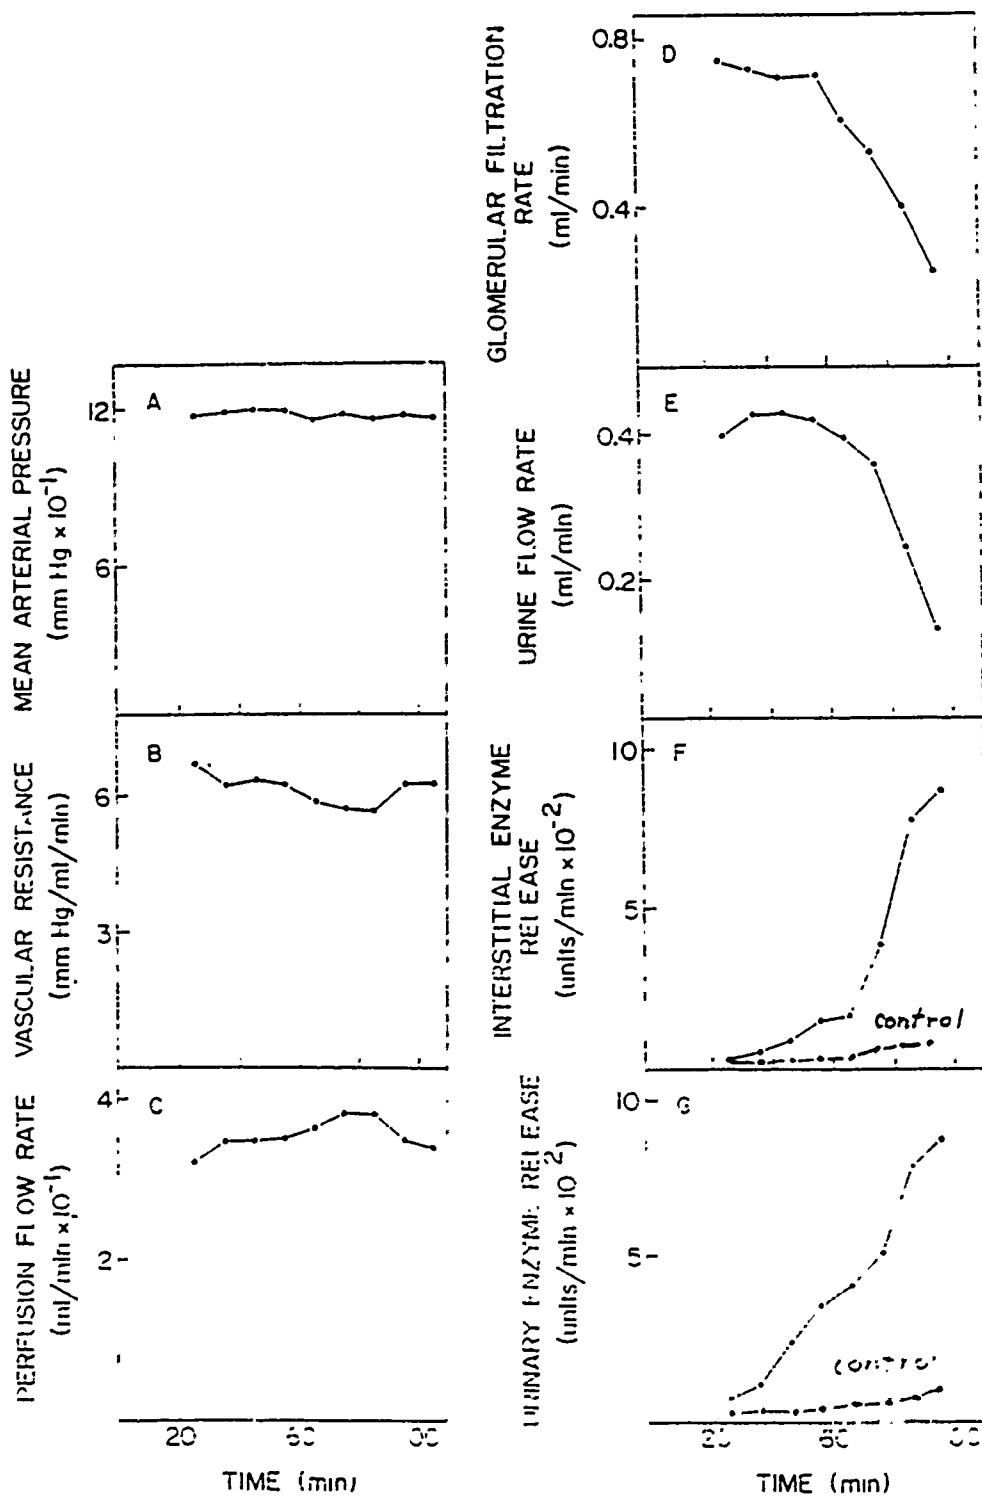 MEAN ARTERIAL PRESSURE
(mm Hg x 10-1)
12
6
A
VASCULAR RESISTANCE
(mm Hg/ml/min)
6
3
B
PERFUSION FLOW RATE
(ml/min x 10-1)
4
2
C
20
TIME (min)
GLOMERULAR FILTRATION
RATE
(ml/min)
0.8
0.4
D
URINE FLOW RATE
(ml/min)
0.4
0.2
E
INTERSTITIAL ENZYME
RELEASE
(units/min x 10-2)
10
5
F
control
URINARY ENZYME RELEASE
(units/min x 10-2)
10
5
G
control
20
60
TIME (min)